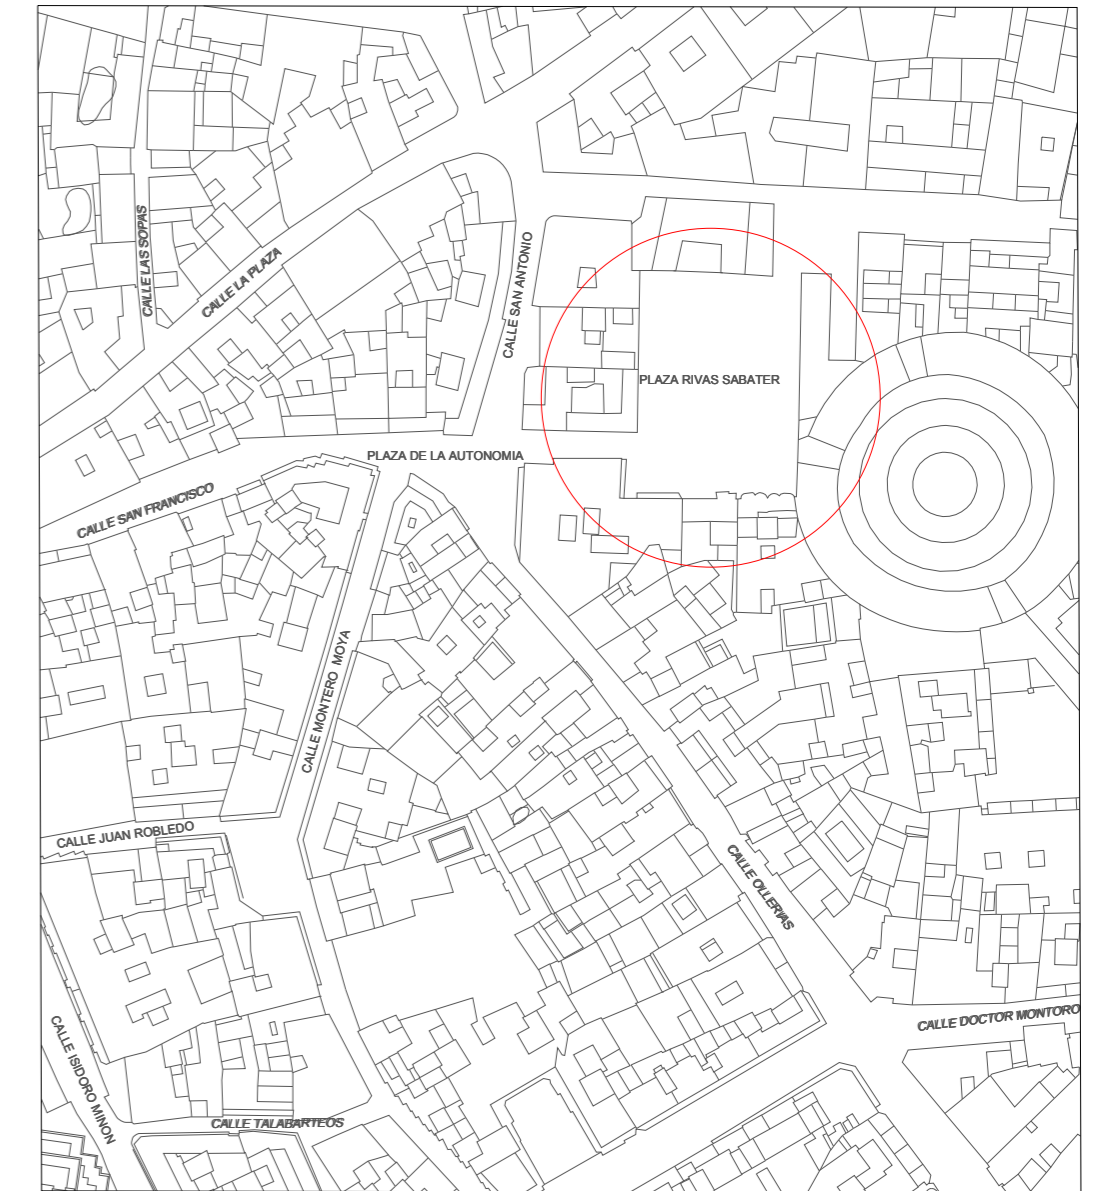 CALLE LAS SOPAS
CALLE LA PLAZA
CALLE SAN ANTONIO
PLAZA RIVAS SABATER
PLAZA DE LA AUTONOMIA
CALLE SAN FRANCISCO
CALLE MONTERO MOYA
CALLE JUAN ROBLEDO
CALLE OLLERIAS
CALLE DOCTOR MONTORO
CALLE ISIDORO MINON
CALLE TALABARTEOS